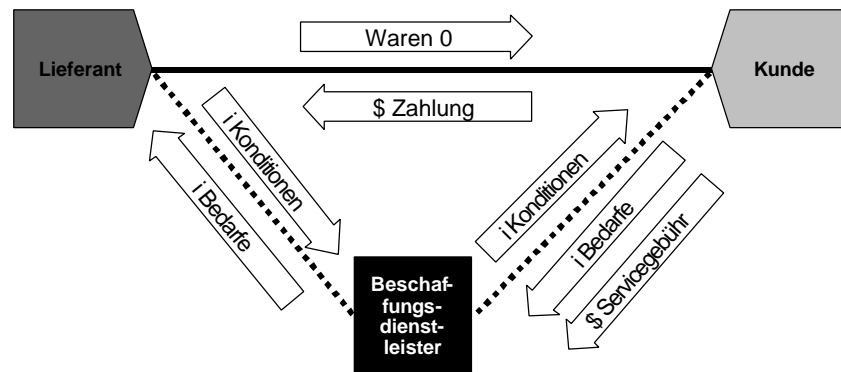 Waren 0
Lieferant
Kunde
$ Zahlung
i Konditionen
i Bedarfe
i Konditionen
i Bedarfe
$ Servicegebühr
Beschaf-
fungs-
dienst-
leister